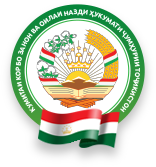 КУМИТАИ КОР БО ЗАНОН ВА ОИЛАИ НАЗДИ ҲУКУМАТИ ҶУМҲУРИИ ТОҶИКИСТОН